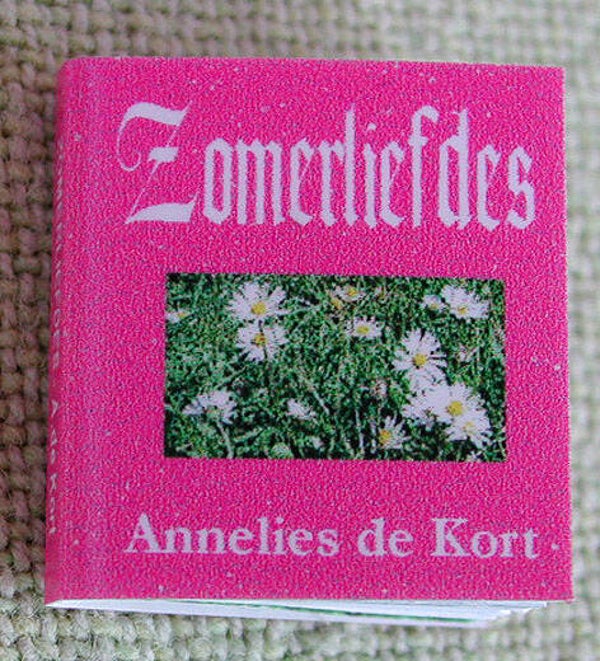 Zomerliefdes
Annelies de Kort